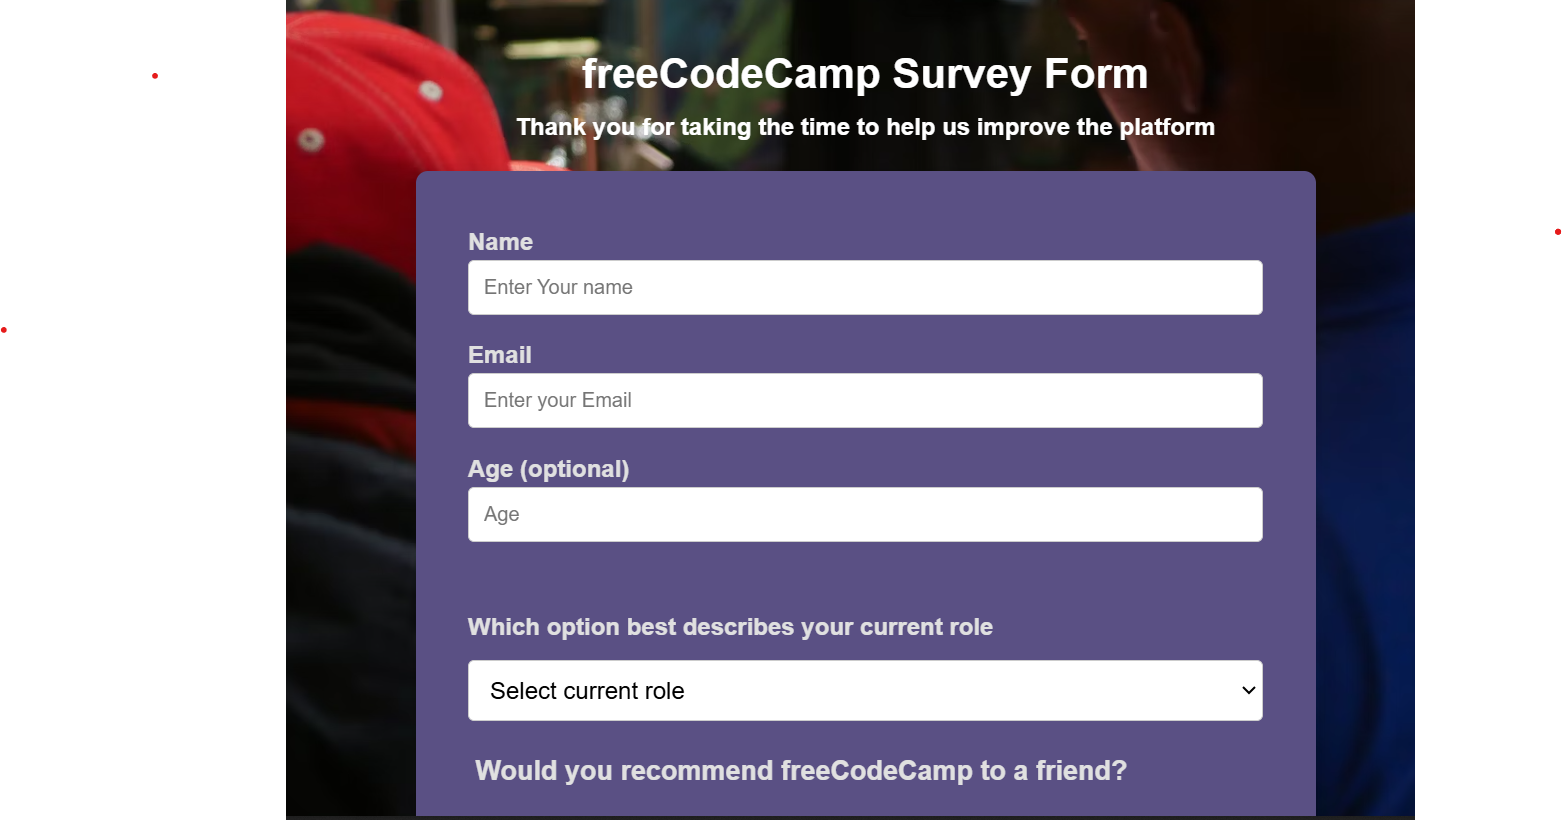 freeCodeCamp Survey Form
Thank you for taking the time to help us improve the platform
Name
Enter Your name
Email
Enter your Email
Age (optional)
Age
Which option best describes your current role
Select current role
Would you recommend freeCodeCamp to a friend?